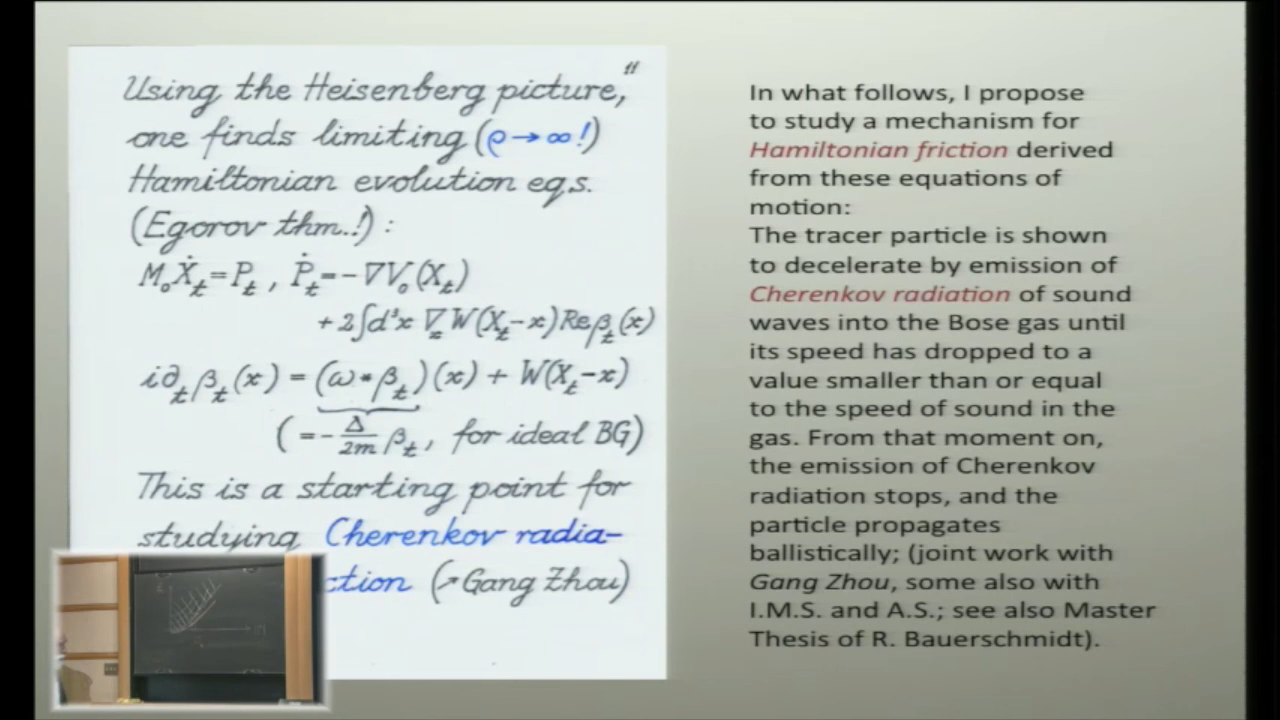 11
Using the Heisenberg picture,
one finds limiting (ρ → ∞!)
Hamiltonian evolution eqs.
(Egorov thm.!) :
M₀Ẋₜ = Pₜ , Ṗₜ = -∇V₀(Xₜ)
+ 2∫d³x ∇ₓW(Xₜ-x)Reβₜ(x)
i∂ₜβₜ(x) = (ω * βₜ)(x) + W(Xₜ-x)
( = - Δ/2m βₜ, for ideal BG)
This is a starting point for
studying Cherenkov radia-
ction (↗Gang Zhou)
In what follows, I propose
to study a mechanism for
Hamiltonian friction derived
from these equations of
motion:
The tracer particle is shown
to decelerate by emission of
Cherenkov radiation of sound
waves into the Bose gas until
its speed has dropped to a
value smaller than or equal
to the speed of sound in the
gas. From that moment on,
the emission of Cherenkov
radiation stops, and the
particle propagates
ballistically; (joint work with
Gang Zhou, some also with
I.M.S. and A.S.; see also Master
Thesis of R. Bauerschmidt).